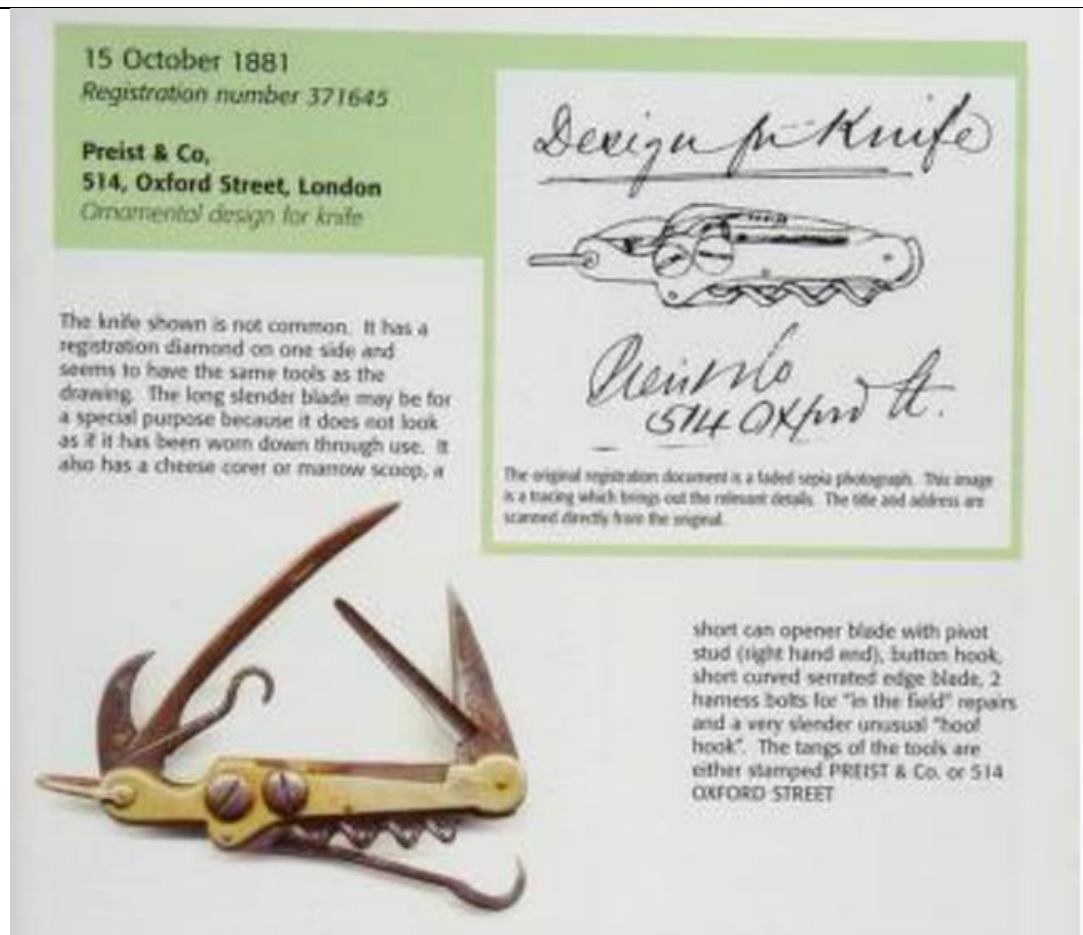 15 October 1881
Registration number 371645
Preist & Co,
514, Oxford Street, London
Ornamental design for knife
Design for Knife
Preist & Co
514 Oxford St.
The original registration document is a faded sepia photograph. This image
is a tracing which brings out the relevant details. The title and address are
scanned directly from the original.
The knife shown is not common. It has a
registration diamond on one side and
seems to have the same tools as the
drawing. The long slender blade may be for
a special purpose because it does not look
as if it has been worn down through use. It
also has a cheese corer or marrow scoop, a
short can opener blade with pivot
stud (right hand end), button hook,
short curved serrated edge blade, 2
harness bolts for "in the field" repairs
and a very slender unusual "hoof
hook". The tangs of the tools are
either stamped PREIST & Co. or 514
OXFORD STREET